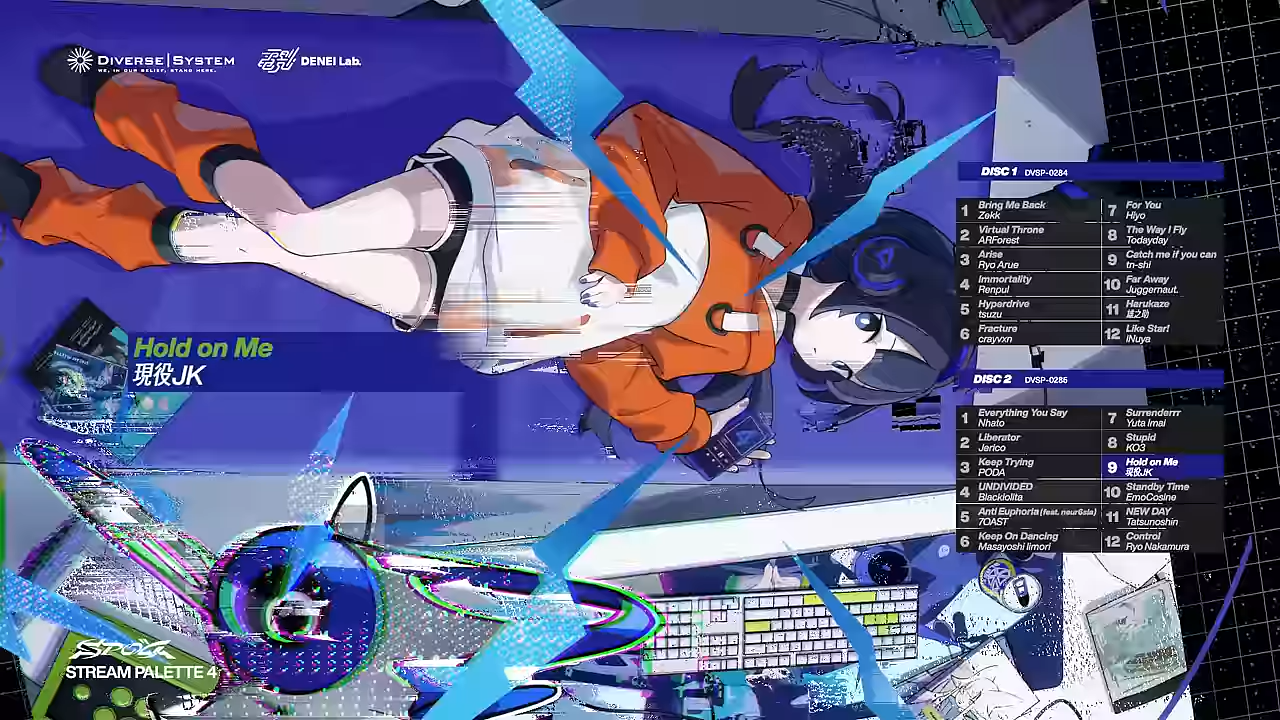 DIVERSE|SYSTEM
WE, IN OUR BELIEF, STAND HERE.
DENEI Lab.
Hold on Me
現役JK
STREAM PALETTE 4
DISC 1 DVSP-0284
1 Bring Me Back
Zekk
2 Virtual Throne
ARForest
3 Arise
Ryo Arue
4 Immortality
Renpul
5 Hyperdrive
tsuzu
6 Fracture
crayvxn
7 For You
Hiyo
8 The Way I Fly
Todayday
9 Catch me if you can
tn-shi
10 Far Away
Juggernaut.
11 Harukaze
雄之助
12 Like Star!
INuya
DISC 2 DVSP-0285
1 Everything You Say
Nhato
2 Liberator
Jerico
3 Keep Trying
PODA
4 UNDIVIDED
Blacklolita
5 Anti Euphoria (feat. neur6sia)
7OAST
6 Keep On Dancing
Masayoshi Iimori
7 Surrenderrr
Yuta Imai
8 Stupid
KO3
9 Hold on Me
現役JK
10 Standby Time
EmoCosine
11 NEW DAY
Tatsunoshin
12 Control
Ryo Nakamura